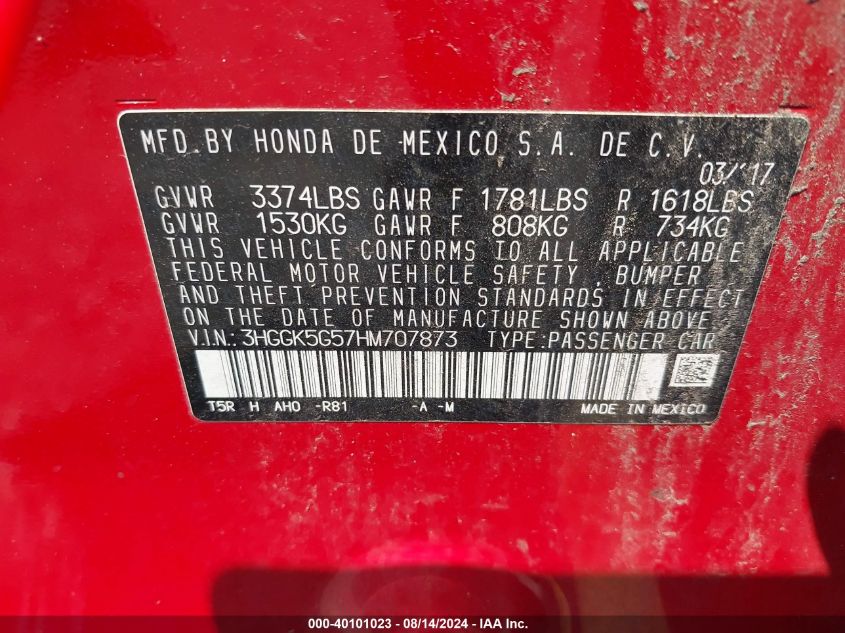 MFD.BY HONDA DE MEXICO S.A. DE C.V.
03/'17
GVWR 3374LBS GAWR F 1781LBS R 1618LBS
GVWR 1530KG GAWR F 808KG R 734KG
THIS VEHICLE CONFORMS TO ALL APPLICABLE
FEDERAL MOTOR VEHICLE SAFETY, BUMPER
AND THEFT PREVENTION STANDARDS IN EFFECT
ON THE DATE OF MANUFACTURE SHOWN ABOVE
V.I.N.: 3HGGK5G57HM707873 TYPE:PASSENGER CAR
T5R H AHO -R81 -A -M MADE IN MEXICO
000-40101023 - 08/14/2024 - IAA Inc.